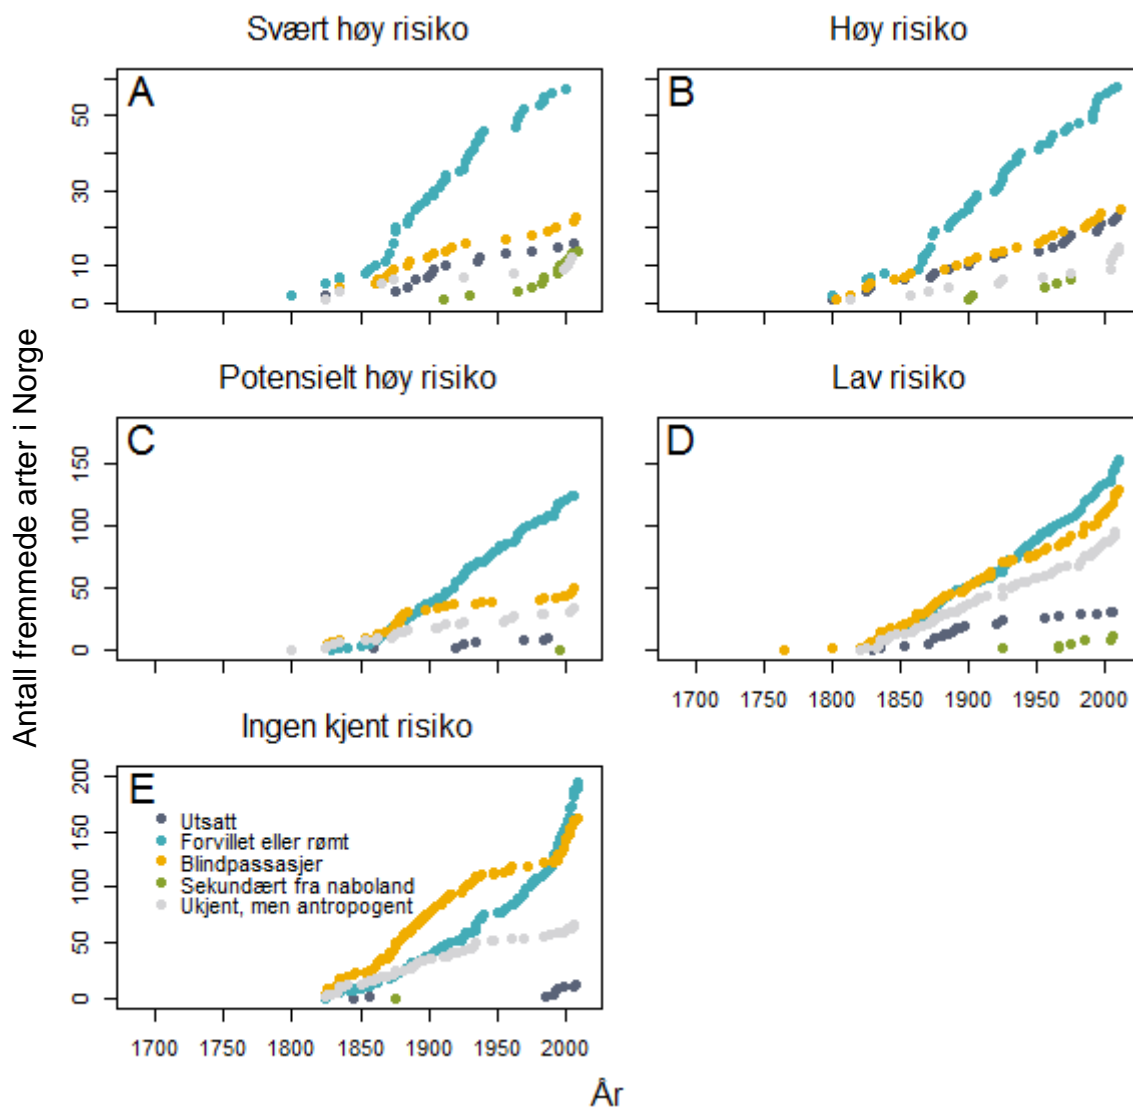 Svært høy risiko
Høy risiko
A
B
0
10
30
50
Potensielt høy risiko
Lav risiko
C
D
0
50
100
150
1700 1750 1800 1850 1900 1950 2000
Ingen kjent risiko
E
Utsatt
Forvillet eller rømt
Blindpassasjer
Sekundært fra naboland
Ukjent, men antropogent
0
50
100
150
200
1700 1750 1800 1850 1900 1950 2000
År
Antall fremmede arter i Norge